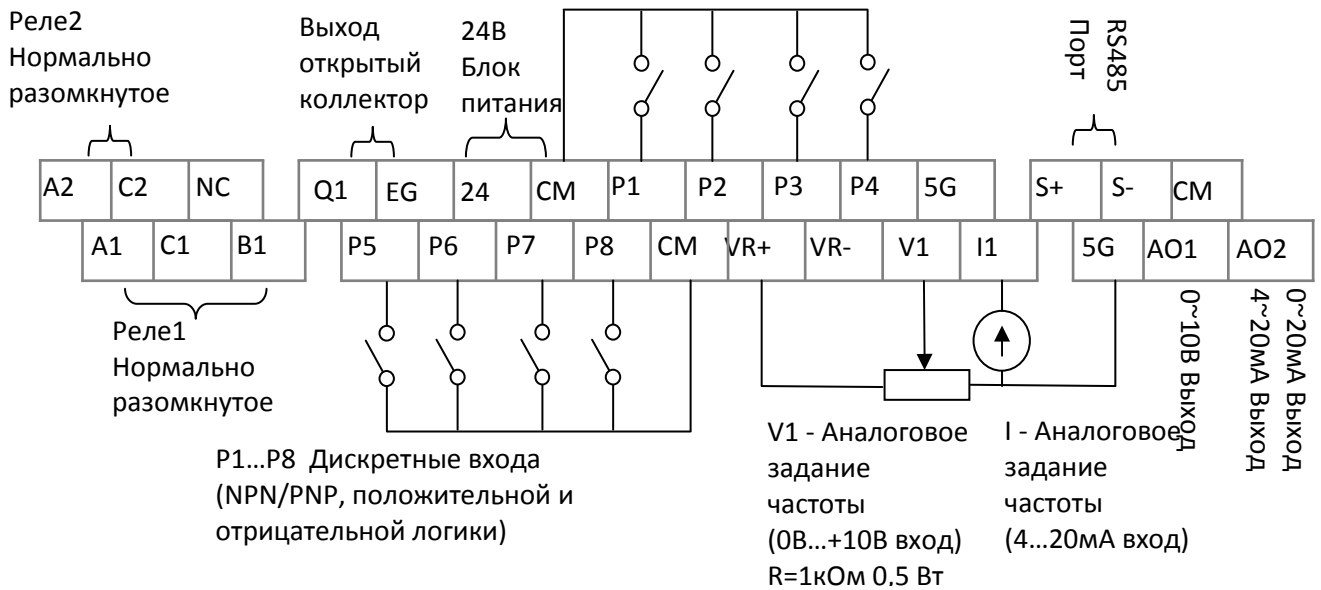 Реле2
Нормально
разомкнутое
Выход
открытый
коллектор
24В
Блок
питания
RS485
Порт
A2 C2 NC Q1 EG 24 CM P1 P2 P3 P4 5G S+ S- CM
A1 C1 B1 P5 P6 P7 P8 CM VR+ VR- V1 I1 5G AO1 AO2
Реле1
Нормально
разомкнутое
P1...P8 Дискретные входа
(NPN/PNP, положительной и
отрицательной логики)
V1 - Аналоговое
задание
частоты
(0В...+10В вход)
R=1кОм 0,5 Вт
I - Аналоговое
задание
частоты
(4...20мА вход)
0~10В Выход
0~20мА Выход
4~20мА Выход